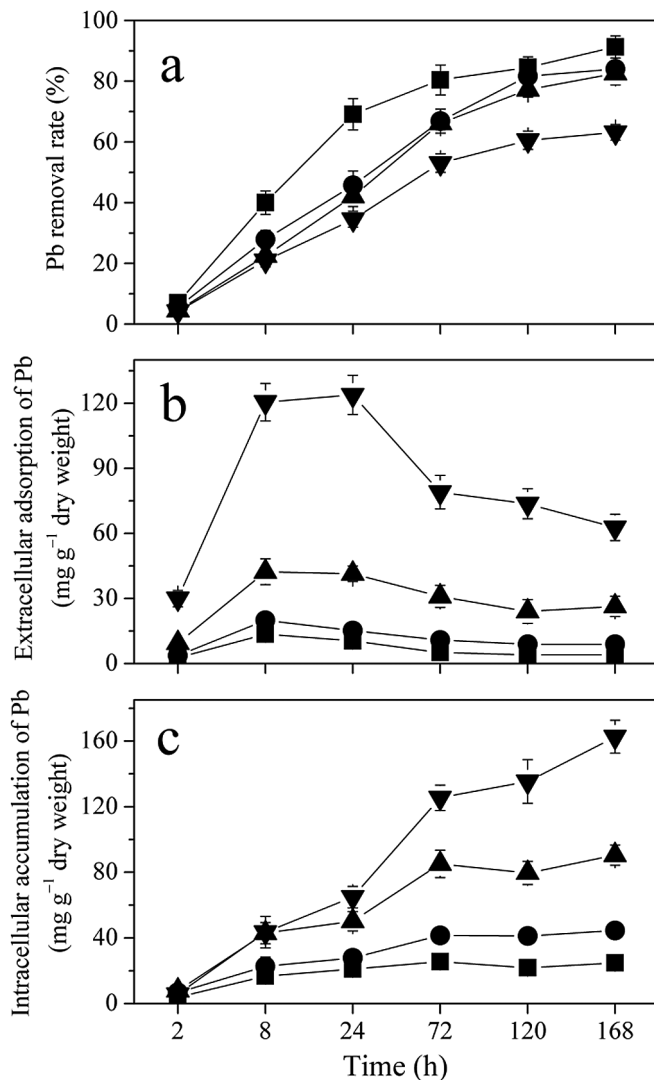 100
80
60
40
20
0
Pb removal rate (%)
a
120
90
60
30
0
Extracellular adsorption of Pb
(mg g⁻¹ dry weight)
b
160
120
80
40
0
Intracellular accumulation of Pb
(mg g⁻¹ dry weight)
c
2 8 24 72 120 168
Time (h)